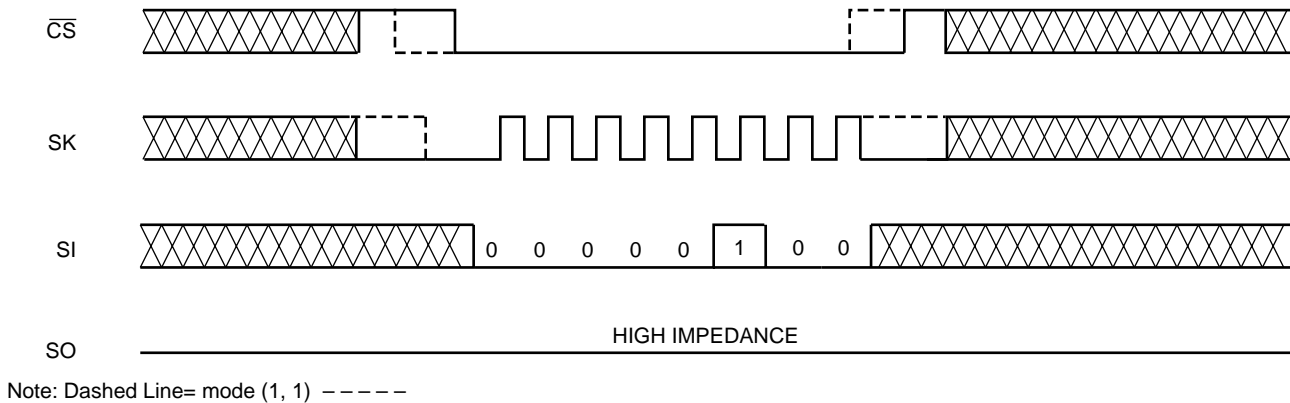 CS
SK
SI
0 0 0 0 0 1 0 0
SO
HIGH IMPEDANCE
Note: Dashed Line= mode (1, 1) – – – – –